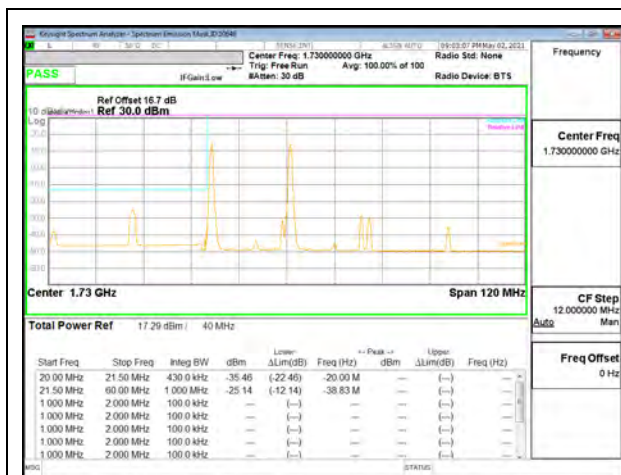 Keysight Spectrum Analyzer - Spectrum Emission Mask
SENSE:INT
ALIGN AUTO
09:03:07 PM May 02, 2021
Frequency
Center Freq: 1.730000000 GHz
Radio Std: None
Trig: Free Run
Avg: 100.00% of 100
PASS
IFGain:Low
#Atten: 30 dB
Radio Device: BTS
Ref Offset 16.7 dB
Ref 30.0 dBm
Log
Center Freq
1.730000000 GHz
Center 1.73 GHz
Span 120 MHz
CF Step
12.000000 MHz
Auto Man
Total Power Ref 17.29 dBm / 40 MHz
Freq Offset
0 Hz
Lower <-- Peak --> Upper
Start Freq Stop Freq Integ BW dBm ΔLim(dB) Freq (Hz) dBm ΔLim(dB) Freq (Hz)
20.00 MHz 21.50 MHz 430.0 kHz -35.46 (-22.46) -20.00 M --- (---) ---
21.50 MHz 60.00 MHz 1.000 MHz -25.14 (-12.14) -38.83 M --- (---) ---
1.000 MHz 2.000 MHz 100.0 kHz --- (---) --- --- (---) ---
1.000 MHz 2.000 MHz 100.0 kHz --- (---) --- --- (---) ---
1.000 MHz 2.000 MHz 100.0 kHz --- (---) --- --- (---) ---
1.000 MHz 2.000 MHz 100.0 kHz --- (---) --- --- (---) ---
1.000 MHz 2.000 MHz 100.0 kHz --- (---) --- --- (---) ---
MSG
STATUS